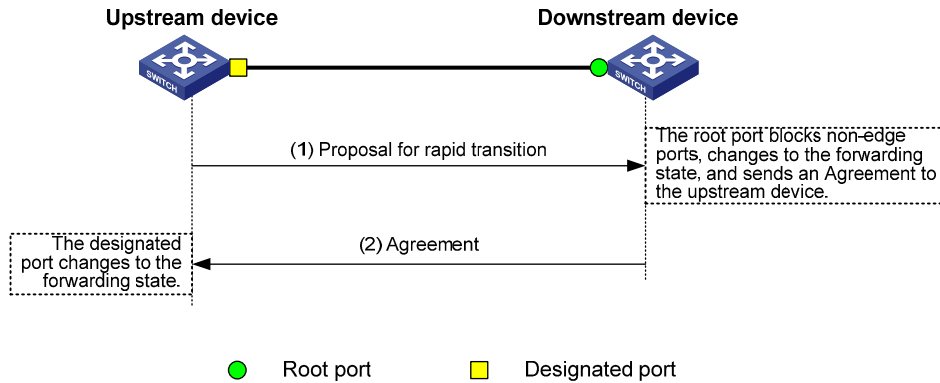 Upstream device
Downstream device
SWITCH
SWITCH
(1) Proposal for rapid transition
The root port blocks non-edge
ports, changes to the forwarding
state, and sends an Agreement to
the upstream device.
(2) Agreement
The designated
port changes to the
forwarding state.
Root port
Designated port